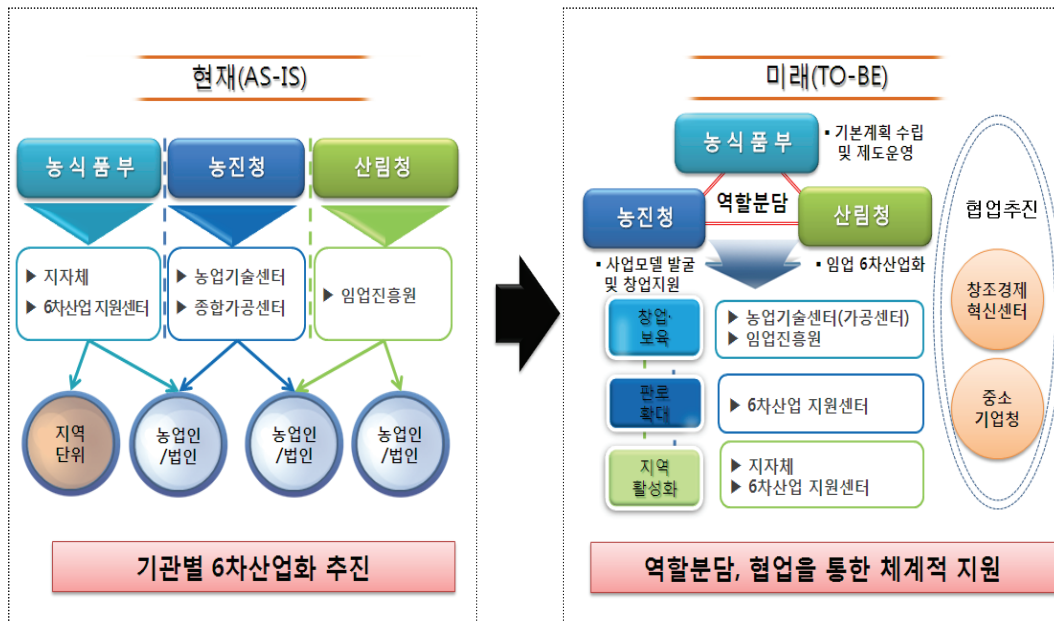 현재(AS-IS)
농식품부
농진청
산림청
▶ 지자체
▶ 6차산업 지원센터
▶ 농업기술센터
▶ 종합가공센터
▶ 임업진흥원
지역
단위
농업인
/법인
농업인
/법인
농업인
/법인
기관별 6차산업화 추진
미래(TO-BE)
농식품부
▪ 기본계획 수립
및 제도운영
역할분담
농진청
산림청
▪ 사업모델 발굴
및 창업지원
▪ 임업 6차산업화
창업·
보육
▶ 농업기술센터(가공센터)
▶ 임업진흥원
판로
확대
▶ 6차산업 지원센터
지역
활성화
▶ 지자체
▶ 6차산업 지원센터
협업추진
창조경제
혁신센터
중소
기업청
역할분담, 협업을 통한 체계적 지원